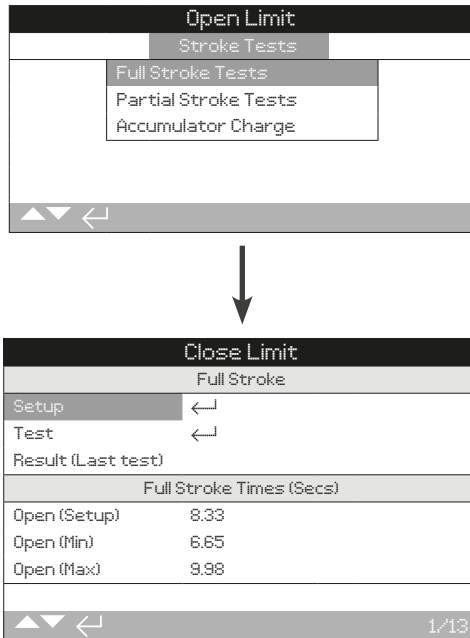 Open Limit
Stroke Tests
Full Stroke Tests
Partial Stroke Tests
Accumulator Charge
Close Limit
Full Stroke
Setup
Test
Result (Last test)
Full Stroke Times (Secs)
Open (Setup) 8.33
Open (Min) 6.65
Open (Max) 9.98
1/13